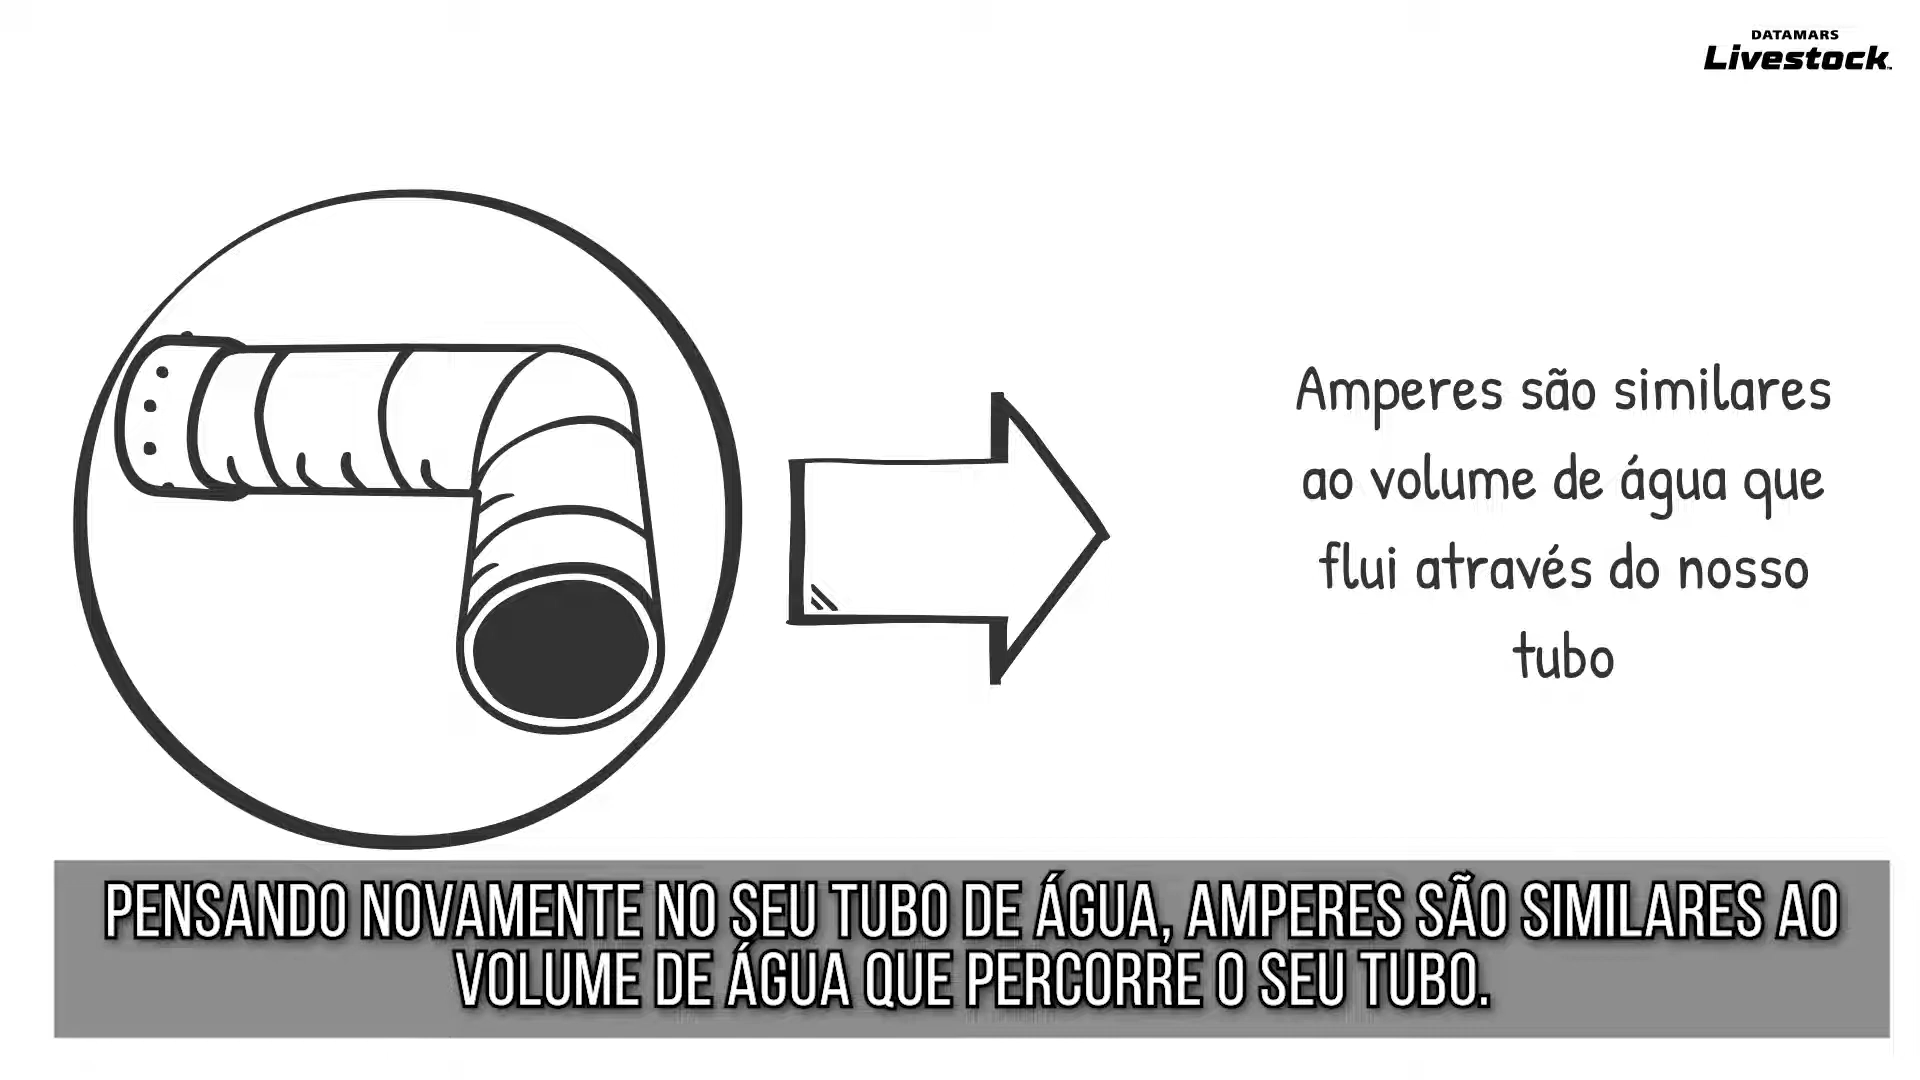 DATAMARS
Livestock
Amperes são similares
ao volume de água que
flui através do nosso
tubo
PENSANDO NOVAMENTE NO SEU TUBO DE ÁGUA, AMPERES SÃO SIMILARES AO
VOLUME DE ÁGUA QUE PERCORRE O SEU TUBO.